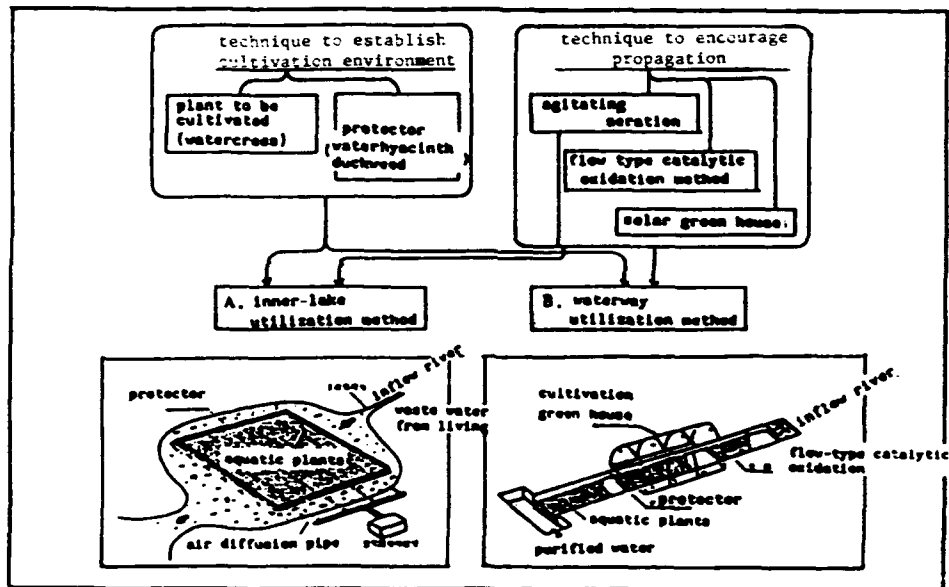 technique to establish
cultivation environment
technique to encourage
propagation
plant to be
cultivated
(watercress)
protector
(waterhyacinth
duckweed)
agitating
aeration
flow type catalytic
oxidation method
solar green house
A. inner-lake
utilization method
B. waterway
utilization method
protector
inflow river
waste water
from living
aquatic plants
air diffusion pipe
cultivation
green house
inflow river
flow-type catalytic
oxidation
protector
aquatic plants
purified water